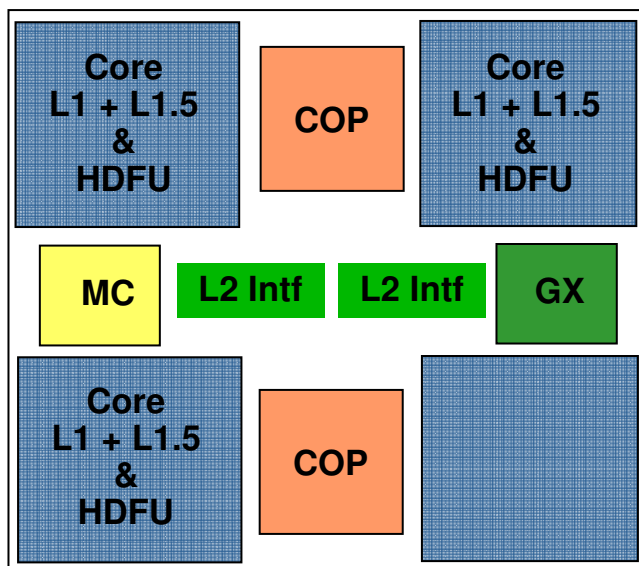 Core
L1 + L1.5
&
HDFU
COP
Core
L1 + L1.5
&
HDFU
MC
L2 Intf
L2 Intf
GX
Core
L1 + L1.5
&
HDFU
COP